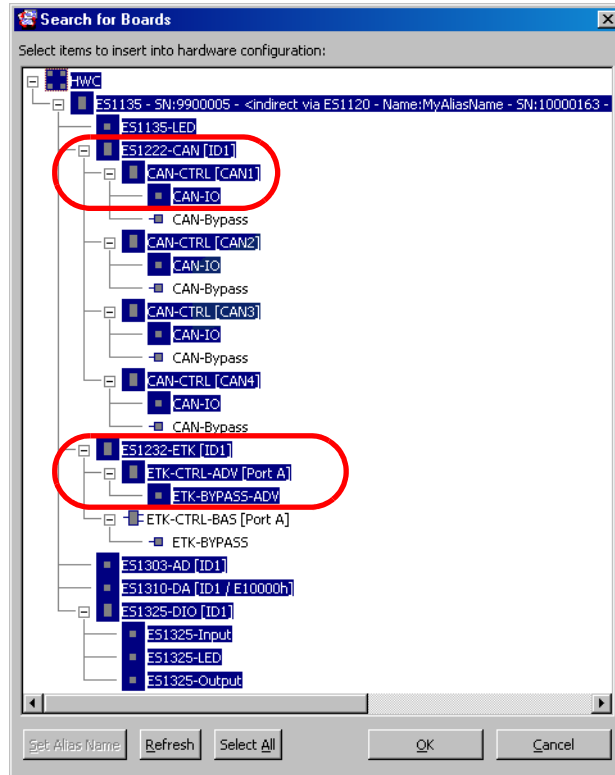 Search for Boards
Select items to insert into hardware configuration:
HWC
ES1135 - SN:9900005 - <indirect via ES1120 - Name:MyAliasName - SN:10000163 -
ES1135-LED
ES1222-CAN [ID1]
CAN-CTRL [CAN1]
CAN-IO
CAN-Bypass
CAN-CTRL [CAN2]
CAN-IO
CAN-Bypass
CAN-CTRL [CAN3]
CAN-IO
CAN-Bypass
CAN-CTRL [CAN4]
CAN-IO
CAN-Bypass
ES1232-ETK [ID1]
ETK-CTRL-ADV [Port A]
ETK-BYPASS-ADV
ETK-CTRL-BAS [Port A]
ETK-BYPASS
ES1303-AD [ID1]
ES1310-DA [ID1 / E10000h]
ES1325-DIO [ID1]
ES1325-Input
ES1325-LED
ES1325-Output
Set Alias Name Refresh Select All OK Cancel